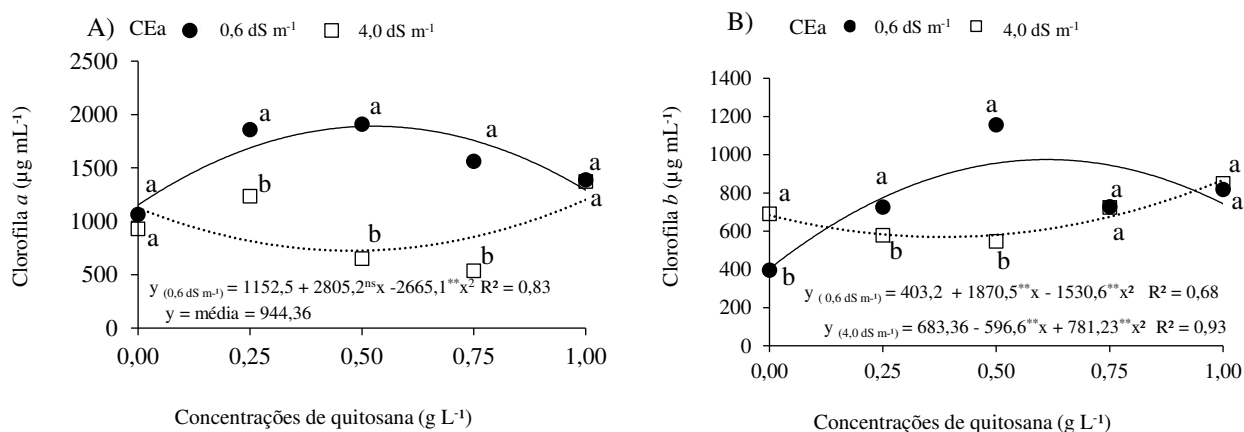 A) CEa 0,6 dS m⁻¹ 4,0 dS m⁻¹
2500
2000
1500
1000
500
0
Clorofila a (µg mL⁻¹)
a
a
a
a
a
a
b
b
b
a
y (0,6 dS m⁻¹) = 1152,5 + 2805,2ⁿˢx -2665,1**x² R² = 0,83
y = média = 944,36
0,00 0,25 0,50 0,75 1,00
Concentrações de quitosana (g L⁻¹)
B) CEa 0,6 dS m⁻¹ 4,0 dS m⁻¹
1400
1200
1000
800
600
400
200
0
Clorofila b (µg mL⁻¹)
a
a
a
a
a
b
b
b
a
a
y ( 0,6 dS m⁻¹) = 403,2 + 1870,5**x - 1530,6**x² R² = 0,68
y (4,0 dS m⁻¹) = 683,36 - 596,6**x + 781,23**x² R² = 0,93
0,00 0,25 0,50 0,75 1,00
Concentrações de quitosana (g L⁻¹)